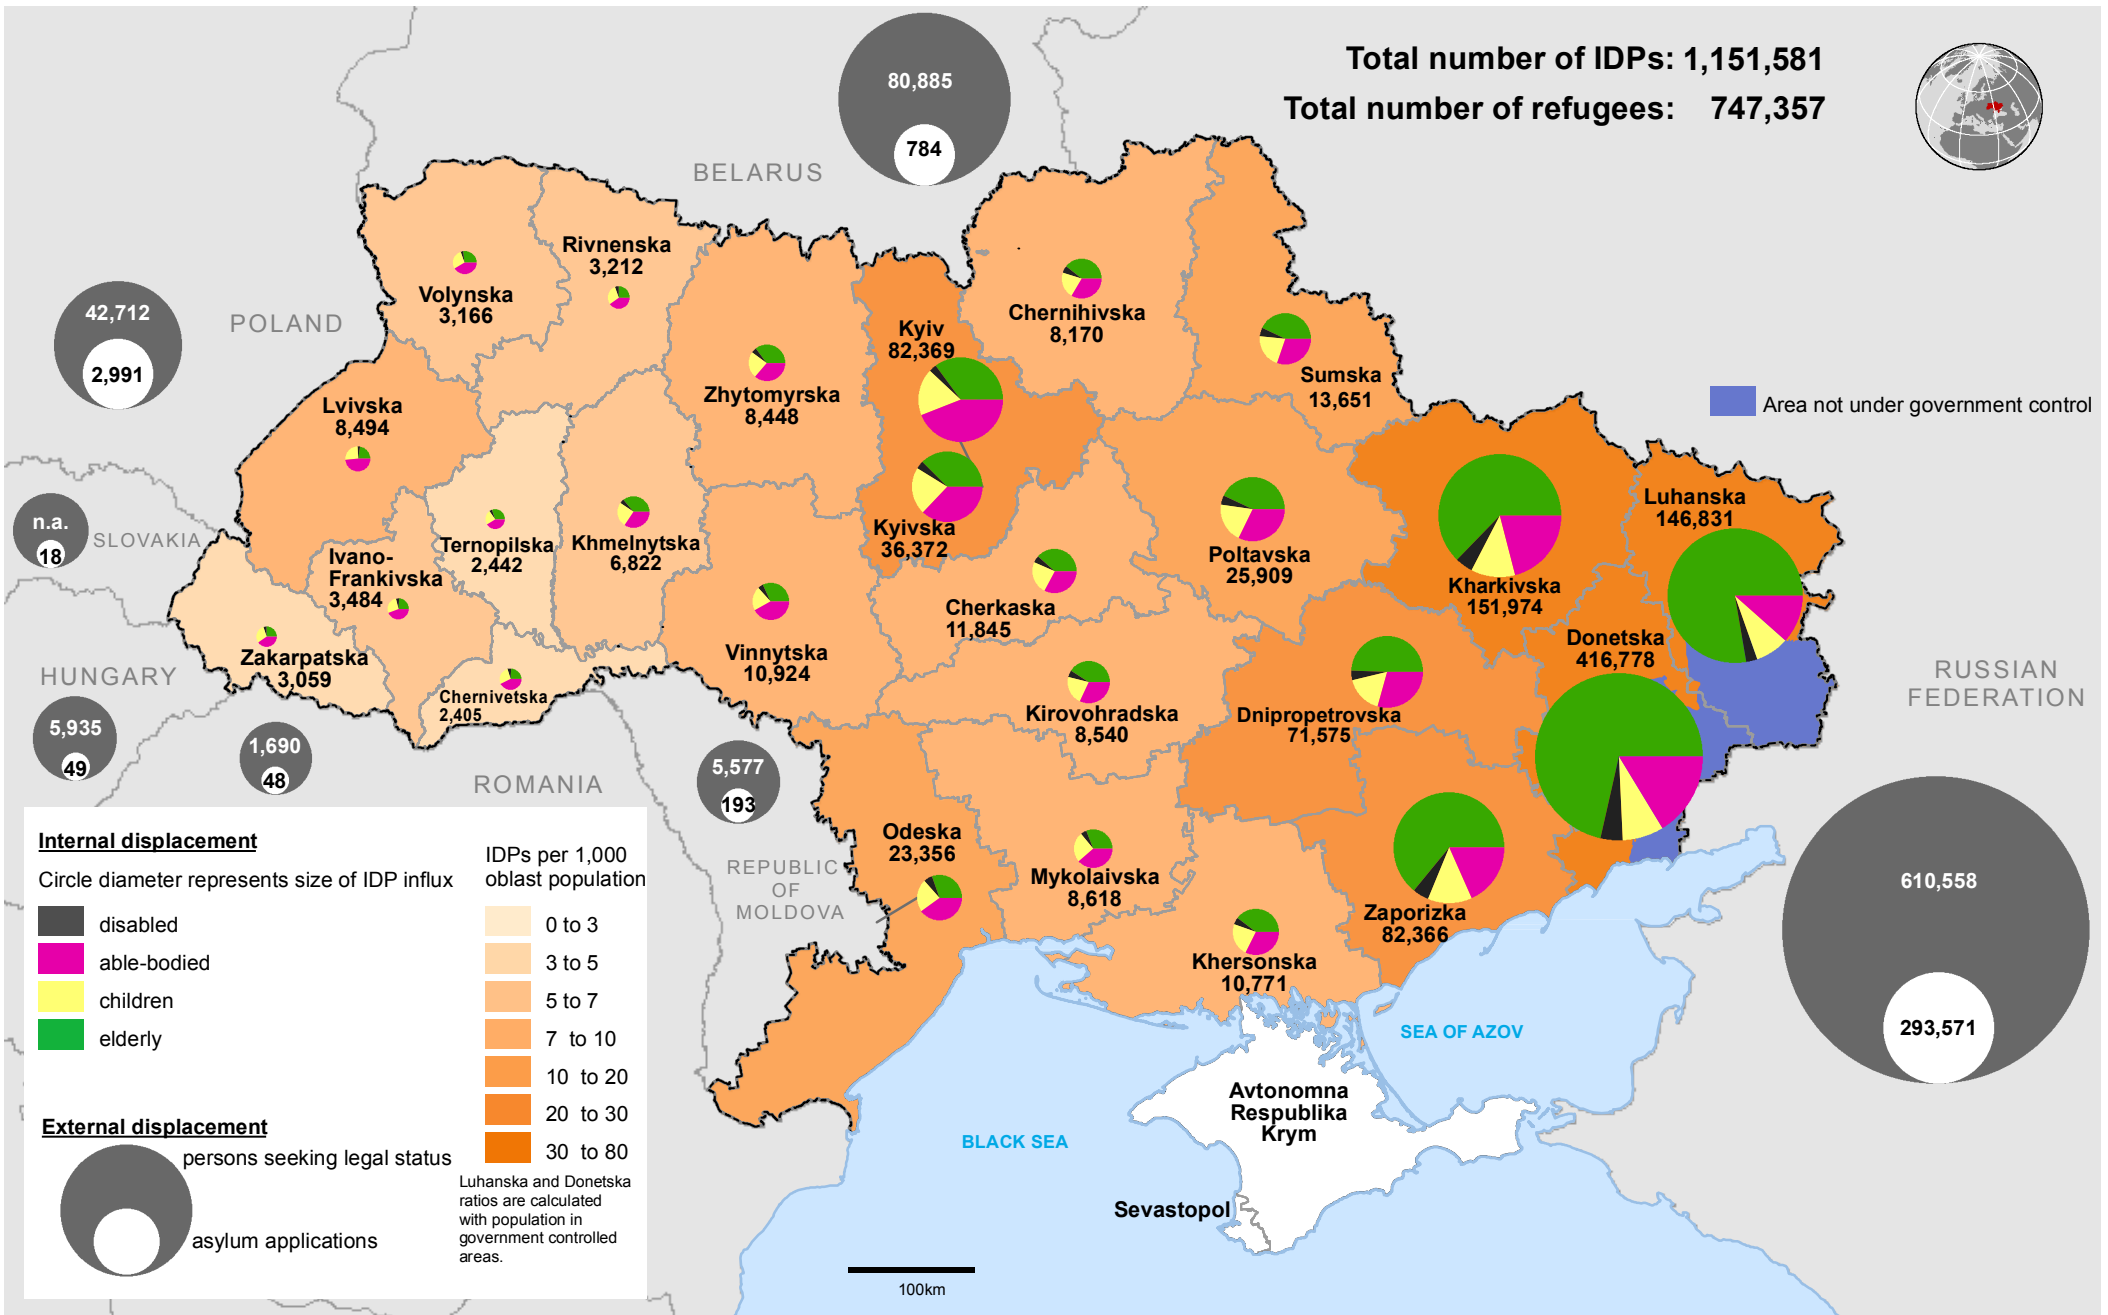 Total number of IDPs: 1,151,581
Total number of refugees: 747,357
80,885
784
BELARUS
Rivnenska
3,212
Volynska
3,166
42,712
2,991
POLAND
Chernihivska
8,170
Kyiv
82,369
Sumska
13,651
Zhytomyrska
8,448
Lvivska
8,494
Area not under government control
n.a.
18
SLOVAKIA
Ivano-
Frankivska
3,484
Ternopilska
2,442
Khmelnytska
6,822
Kyivska
36,372
Poltavska
25,909
Kharkivska
151,974
Luhanska
146,831
Cherkaska
11,845
Donetska
416,778
Vinnytska
10,924
Zakarpatska
3,059
Chernivetska
2,405
HUNGARY
5,935
49
1,690
48
ROMANIA
5,577
193
Kirovohradska
8,540
Dnipropetrovska
71,575
RUSSIAN
FEDERATION
Odeska
23,356
REPUBLIC
OF
MOLDOVA
Mykolaivska
8,618
Zaporizka
82,366
Khersonska
10,771
610,558
293,571
SEA OF AZOV
BLACK SEA
Avtonomna
Respublika
Krym
Sevastopol
100km
Internal displacement
Circle diameter represents size of IDP influx
disabled
able-bodied
children
elderly
IDPs per 1,000
oblast population
0 to 3
3 to 5
5 to 7
7 to 10
10 to 20
20 to 30
30 to 80
Luhanska and Donetska
ratios are calculated
with population in
government controlled
areas.
External displacement
persons seeking legal status
asylum applications